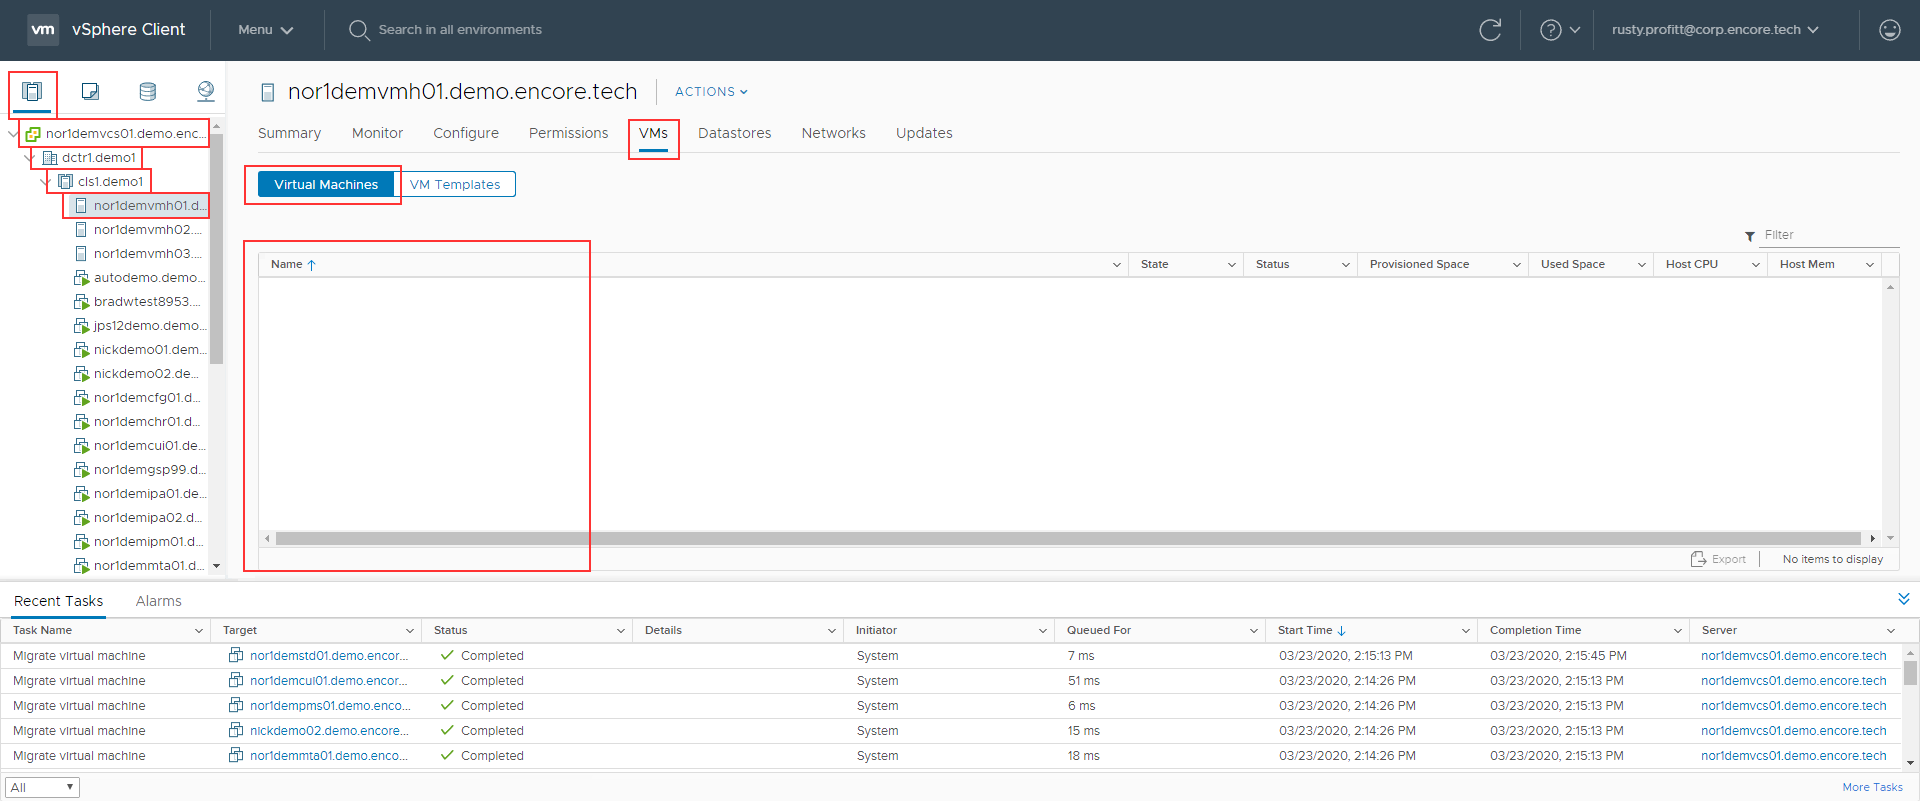 vm vSphere Client Menu Search in all environments rusty.profitt@corp.encore.tech
nor1demvcs01.demo.enc...
dctr1.demo1
cls1.demo1
nor1demvmh01.d...
nor1demvmh02....
nor1demvmh03....
autodemo.demo...
bradwtest8953....
jps12demo.demo...
nickdemo01.dem...
nickdemo02.de...
nor1demcfg01.d...
nor1demchr01.d...
nor1demcui01.de...
nor1demgsp99.d...
nor1demipa01.de...
nor1demipa02.d...
nor1demipm01.d...
nor1demmta01.d...
nor1demvmh01.demo.encore.tech ACTIONS
Summary Monitor Configure Permissions VMs Datastores Networks Updates
Virtual Machines VM Templates
Filter
Name State Status Provisioned Space Used Space Host CPU Host Mem
Export No items to display
Recent Tasks Alarms
Task Name Target Status Details Initiator Queued For Start Time Completion Time Server
Migrate virtual machine nor1demstd01.demo.encor... Completed System 7 ms 03/23/2020, 2:15:13 PM 03/23/2020, 2:15:45 PM nor1demvcs01.demo.encore.tech
Migrate virtual machine nor1demcui01.demo.encor... Completed System 51 ms 03/23/2020, 2:14:26 PM 03/23/2020, 2:15:13 PM nor1demvcs01.demo.encore.tech
Migrate virtual machine nor1dempms01.demo.enco... Completed System 6 ms 03/23/2020, 2:14:26 PM 03/23/2020, 2:15:13 PM nor1demvcs01.demo.encore.tech
Migrate virtual machine nickdemo02.demo.encore... Completed System 15 ms 03/23/2020, 2:14:26 PM 03/23/2020, 2:15:13 PM nor1demvcs01.demo.encore.tech
Migrate virtual machine nor1demmta01.demo.enco... Completed System 18 ms 03/23/2020, 2:14:26 PM 03/23/2020, 2:15:13 PM nor1demvcs01.demo.encore.tech
All More Tasks